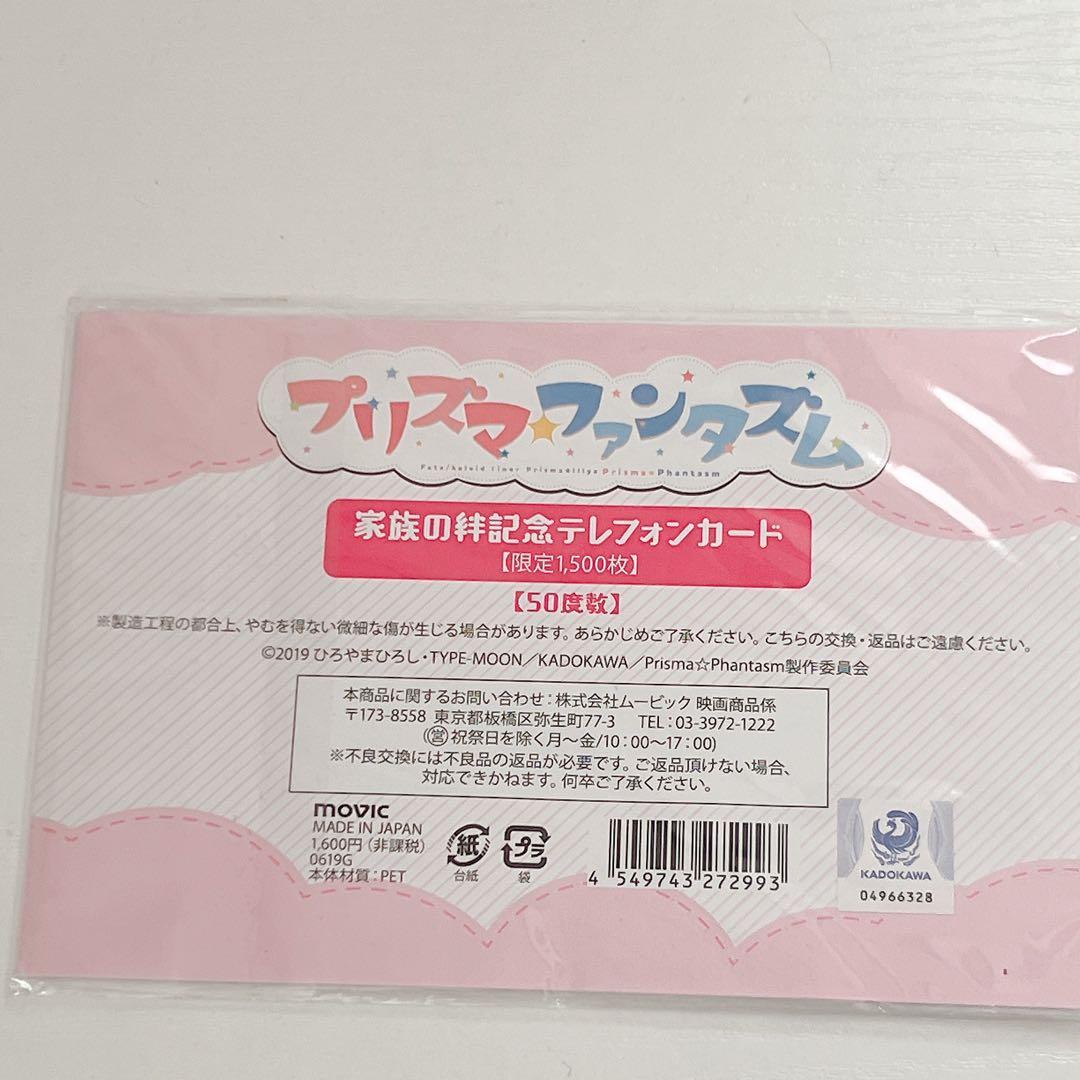 プリズマ☆ファンタズム
Fate/kaleid liner Prisma☆Illya Prisma☆Phantasm
家族の絆記念テレフォンカード
【限定1,500枚】
【50度数】
※製造工程の都合上、やむを得ない微細な傷が生じる場合があります。あらかじめご了承ください。こちらの交換・返品はご遠慮ください。
©2019 ひろやまひろし・TYPE-MOON／KADOKAWA／Prisma☆Phantasm製作委員会
本商品に関するお問い合わせ：株式会社ムービック 映画商品係
〒173-8558 東京都板橋区弥生町77-3 TEL：03-3972-1222
(営祝祭日を除く月〜金/10：00〜17：00)
※不良交換には不良品の返品が必要です。ご返品頂けない場合、
対応できかねます。何卒ご了承ください。
movic
MADE IN JAPAN
1,600円（非課税）
0619G
本体材質：PET
紙
台紙
プラ
袋
4 549743 272993
KADOKAWA
04966328